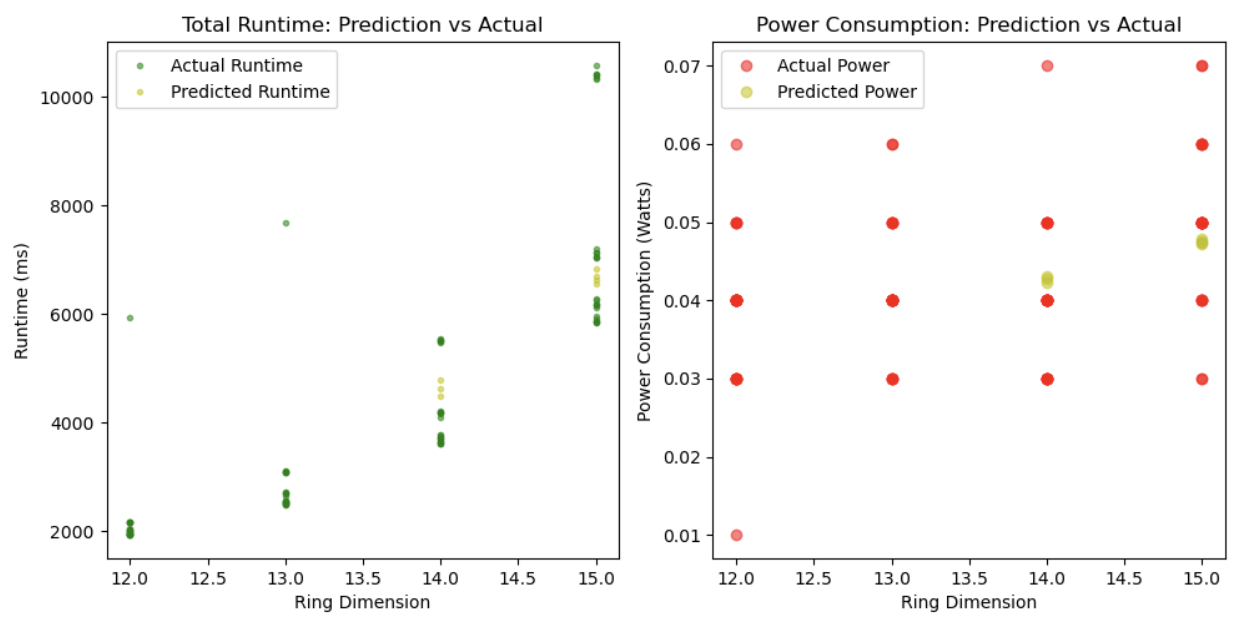 Total Runtime: Prediction vs Actual
Actual Runtime
Predicted Runtime
10000
8000
6000
4000
2000
Runtime (ms)
12.0 12.5 13.0 13.5 14.0 14.5 15.0
Ring Dimension
Power Consumption: Prediction vs Actual
Actual Power
Predicted Power
0.07
0.06
0.05
0.04
0.03
0.02
0.01
Power Consumption (Watts)
12.0 12.5 13.0 13.5 14.0 14.5 15.0
Ring Dimension